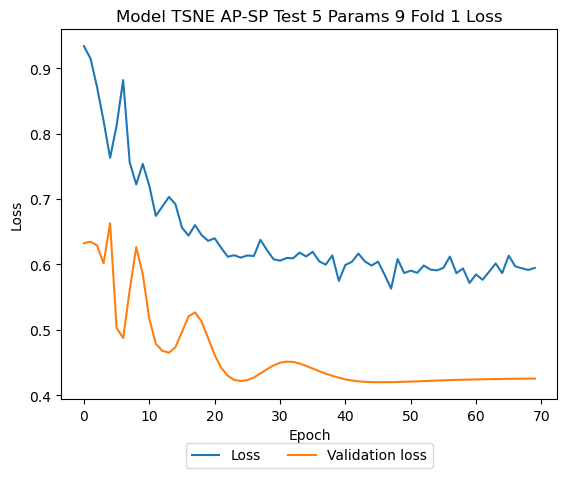 Model TSNE AP-SP Test 5 Params 9 Fold 1 Loss
0.9
0.8
0.7
0.6
0.5
0.4
Loss
0 10 20 30 40 50 60 70
Epoch
Loss Validation loss